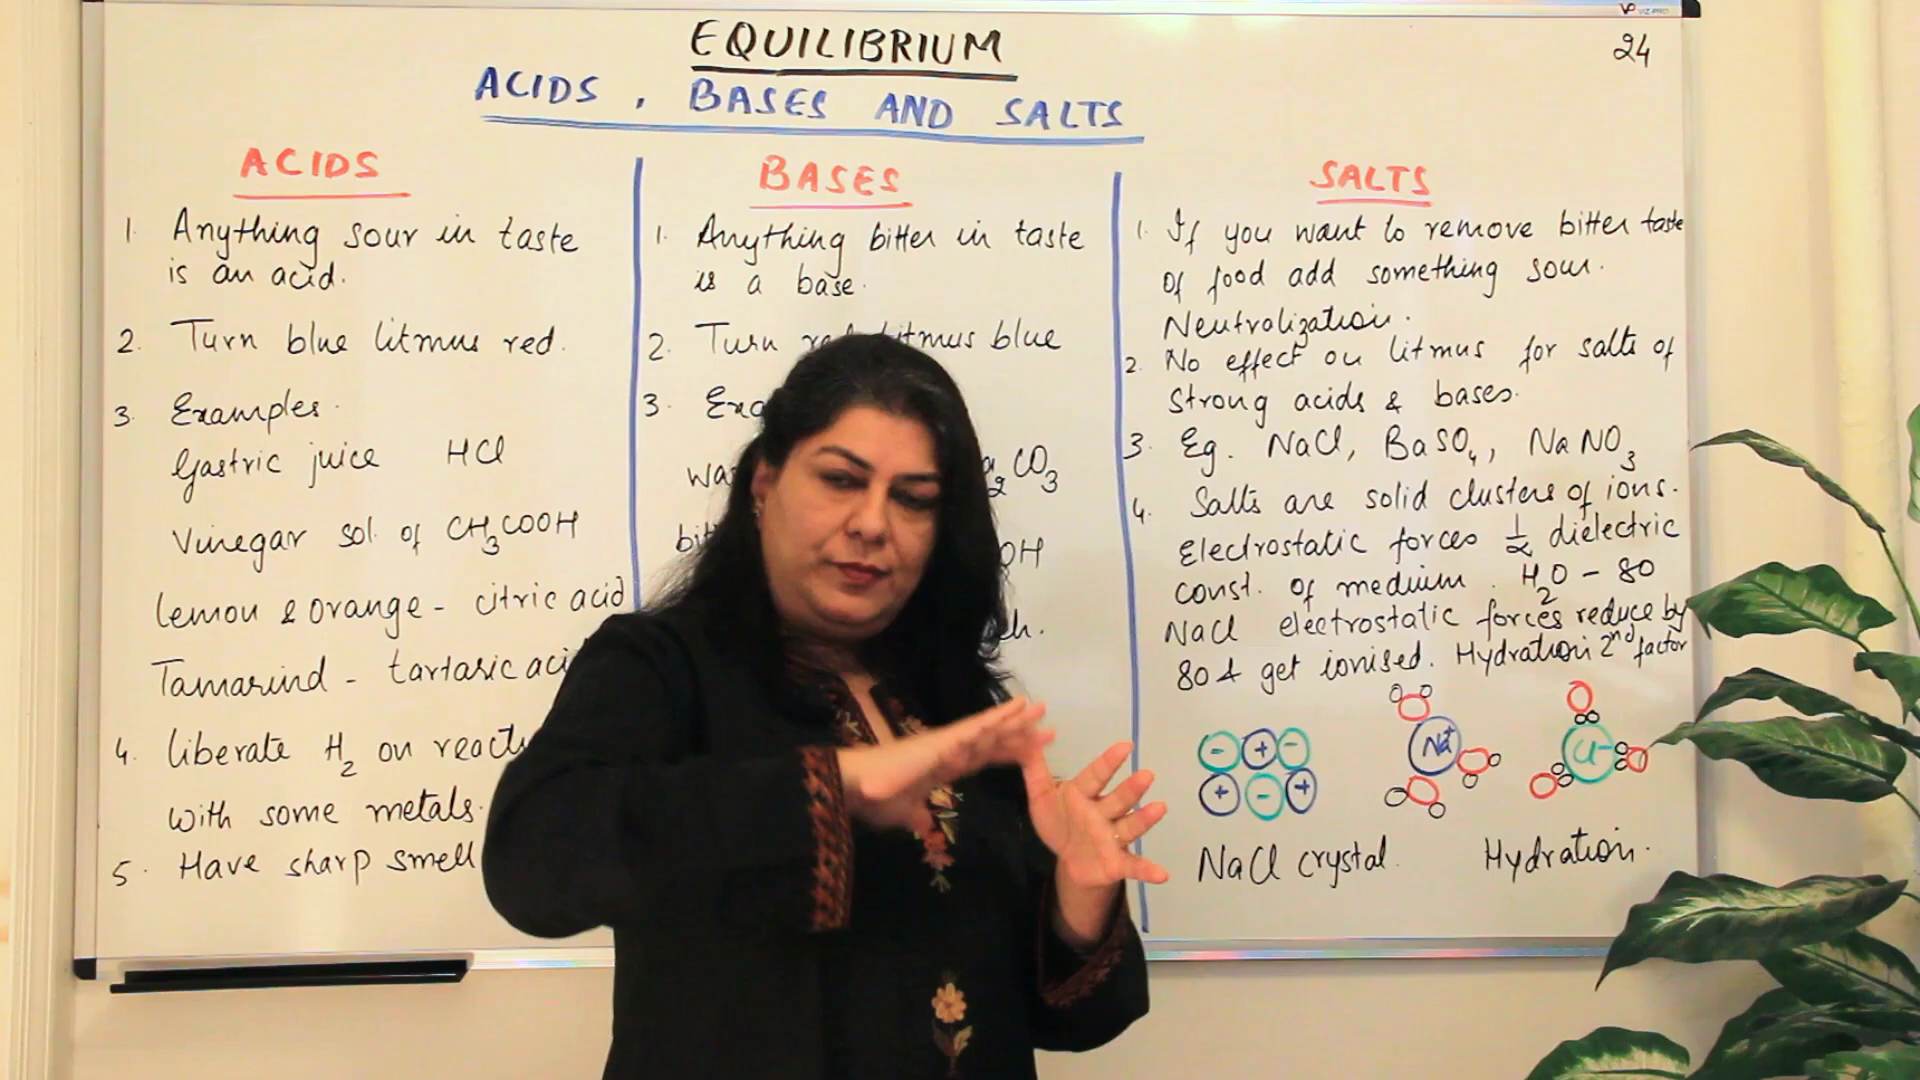 VIZ-PRO
24
EQUILIBRIUM
ACIDS, BASES AND SALTS
ACIDS
1. Anything sour in taste
is an acid.
2. Turn blue litmus red.
3. Examples.
Gastric juice HCl
Vinegar sol. of CH3COOH
Lemon & orange - citric acid
Tamarind - tartaric
4. Liberate H2 on
with some metals.
5. Have sharp smell
BASES
1. Anything bitter in taste
is a base.
2. Turn litmus blue
3.
CO3
OH
SALTS
1. If you want to remove bitter taste
of food add something sour.
Neutralization.
2. No effect on litmus for salts of
strong acids & bases.
3. Eg. NaCl, BaSO4, NaNO3
4. Salts are solid clusters of ions.
Electrostatic forces 1/α dielectric
const. of medium. H2O - 80
NaCl electrostatic forces reduce by
80 & get ionised. Hydration 2nd factor
- + -
+ - +
Na+
Cl-
NaCl crystal.
Hydration.